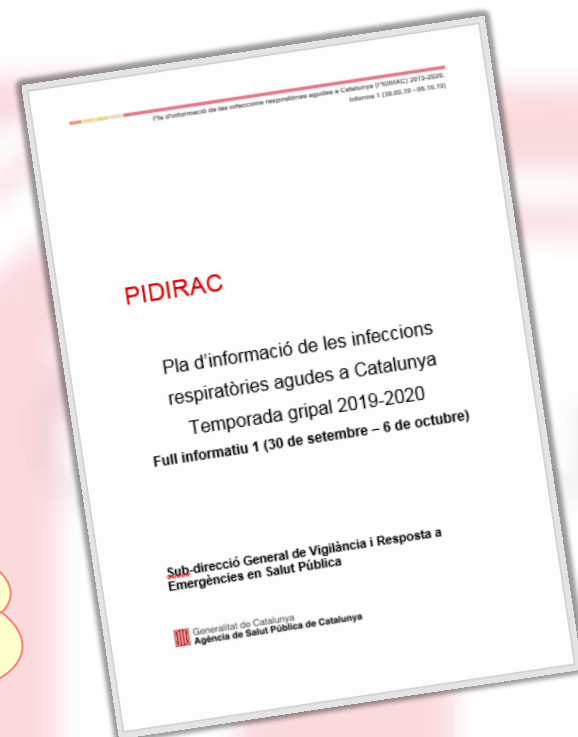 Pla d'informació de les infeccions respiratòries agudes a Catalunya (PIDIRAC) 2019-2020.
Informe 1 (30.09.19 – 06.10.19)
PIDIRAC
Pla d'informació de les infeccions
respiratòries agudes a Catalunya
Temporada gripal 2019-2020
Full informatiu 1 (30 de setembre – 6 de octubre)
Sub-direcció General de Vigilància i Resposta a
Emergències en Salut Pública
Generalitat de Catalunya
Agència de Salut Pública de Catalunya